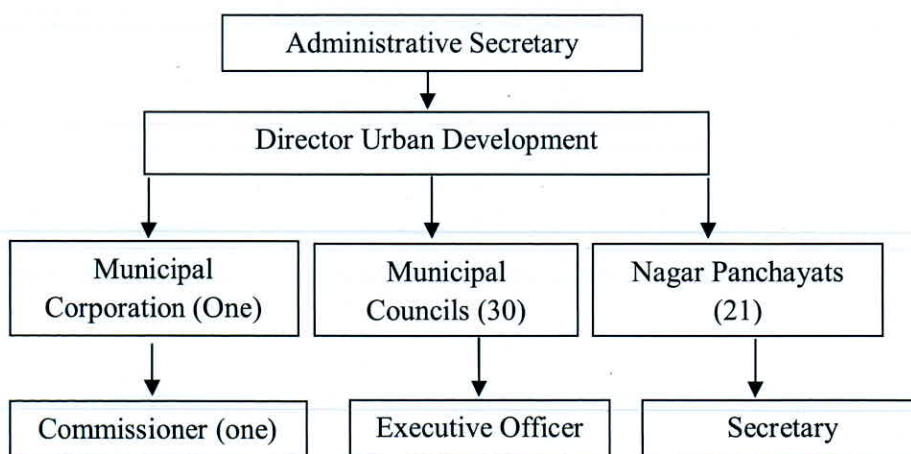 Administrative Secretary
Director Urban Development
Municipal
Corporation (One)
Municipal
Councils (30)
Nagar Panchayats
(21)
Commissioner (one)
Executive Officer
Secretary